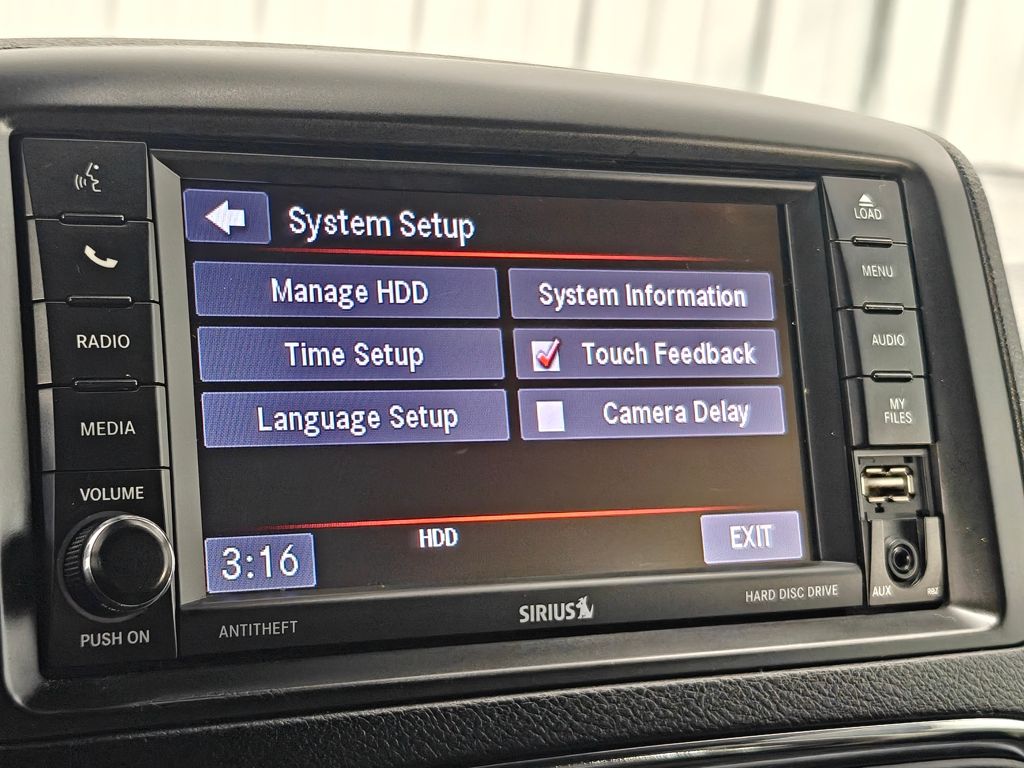 System Setup
Manage HDD
System Information
Time Setup
Touch Feedback
Language Setup
Camera Delay
3:16
HDD
EXIT
RADIO
MEDIA
VOLUME
PUSH ON
LOAD
MENU
AUDIO
MY
FILES
AUX
RBZ
ANTITHEFT
SIRIUS
HARD DISC DRIVE